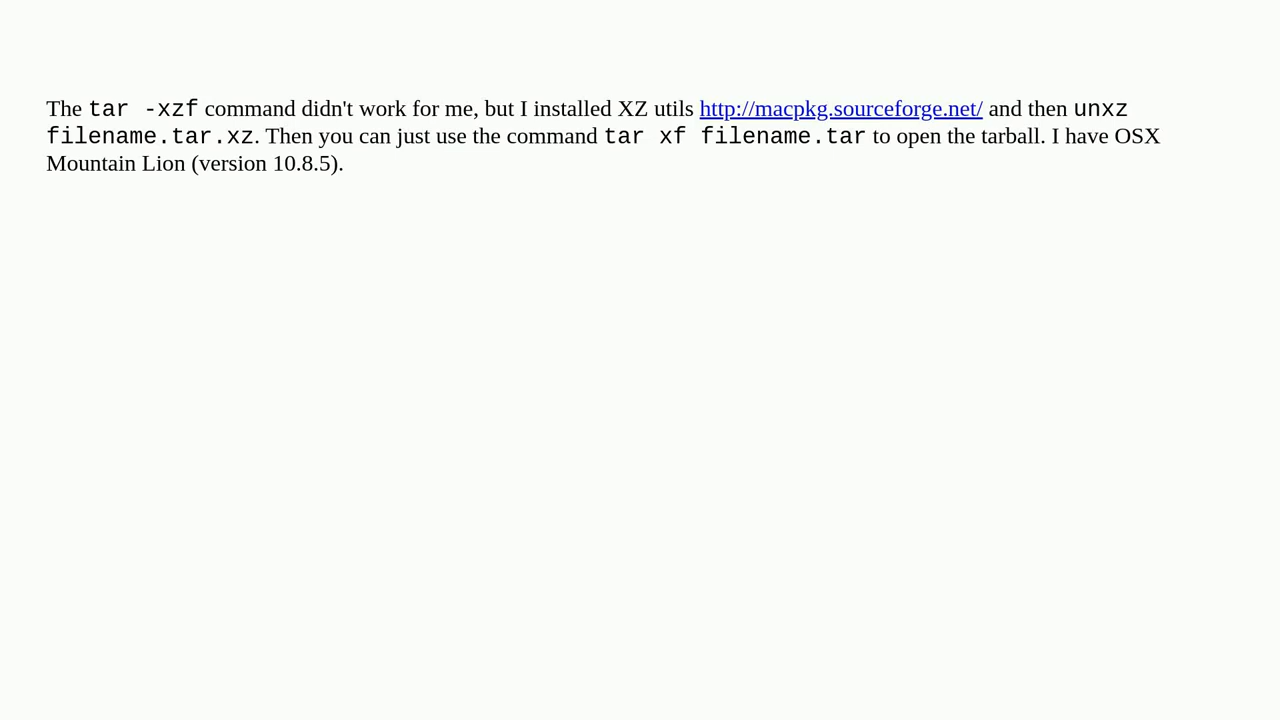 The tar -xzf command didn't work for me, but I installed XZ utils http://macpkg.sourceforge.net/ and then unxz
filename.tar.xz. Then you can just use the command tar xf filename.tar to open the tarball. I have OSX
Mountain Lion (version 10.8.5).